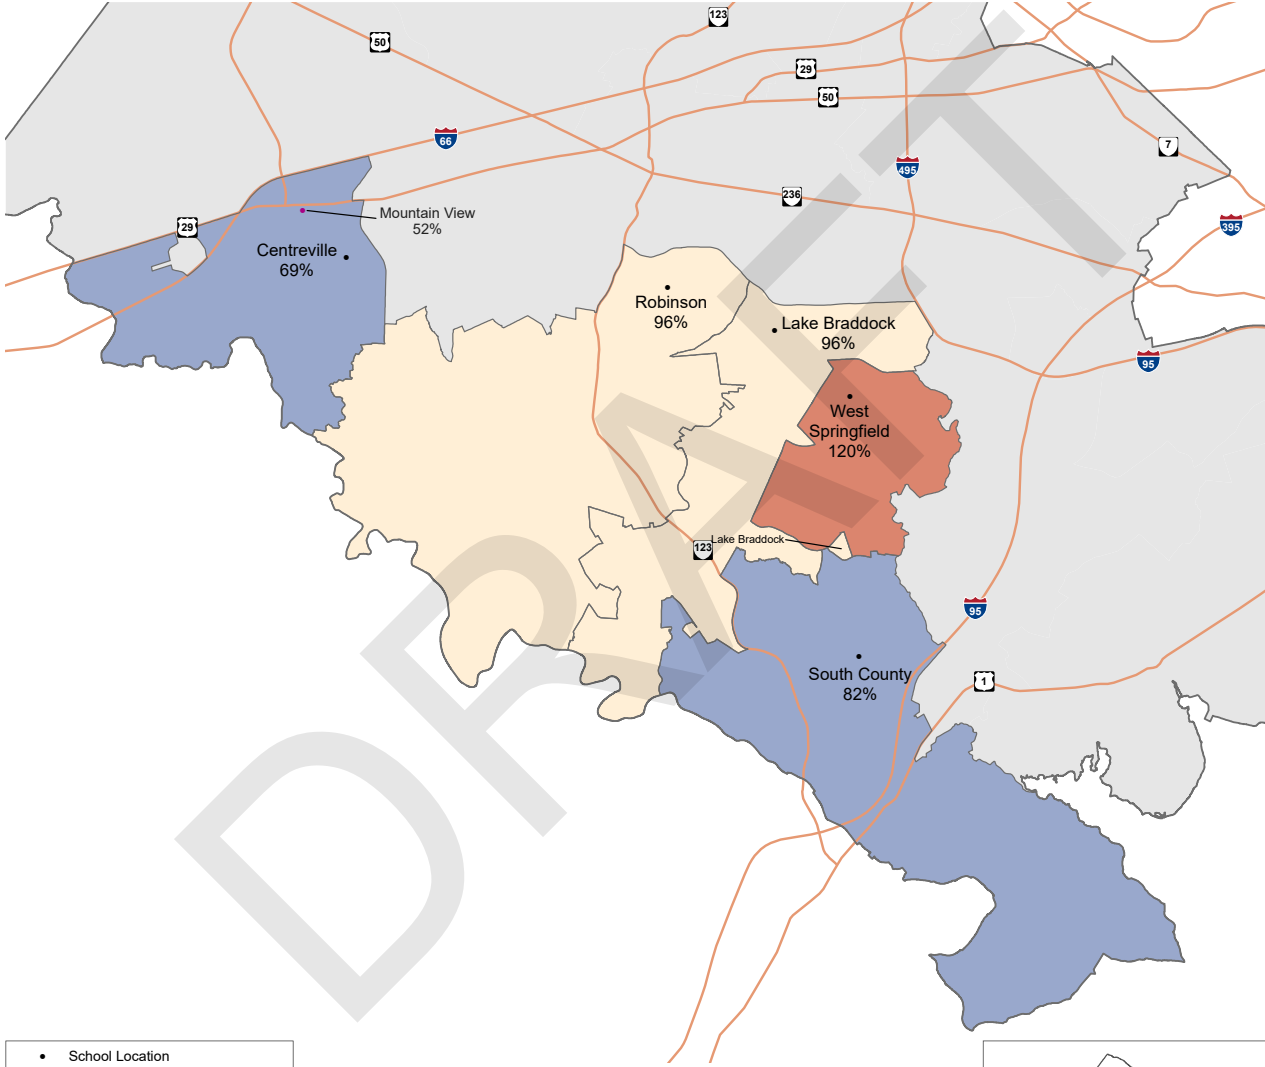 123
50
29
50
66
7
495
236
395
Mountain View
52%
29
Centreville
69%
Robinson
96%
Lake Braddock
96%
95
West
Springfield
120%
Lake Braddock
123
95
South County
82%
1
DRAFT
School Location